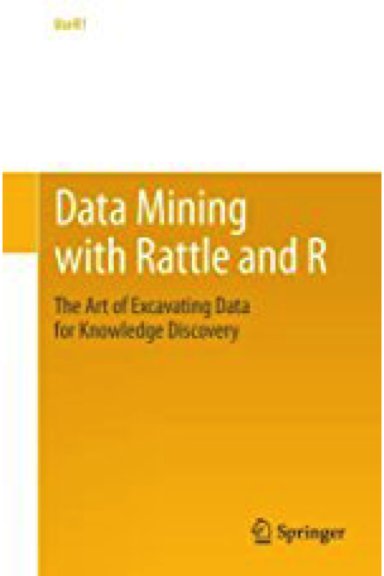 Use R!
Data Mining
with Rattle and R
The Art of Excavating Data
for Knowledge Discovery
Springer